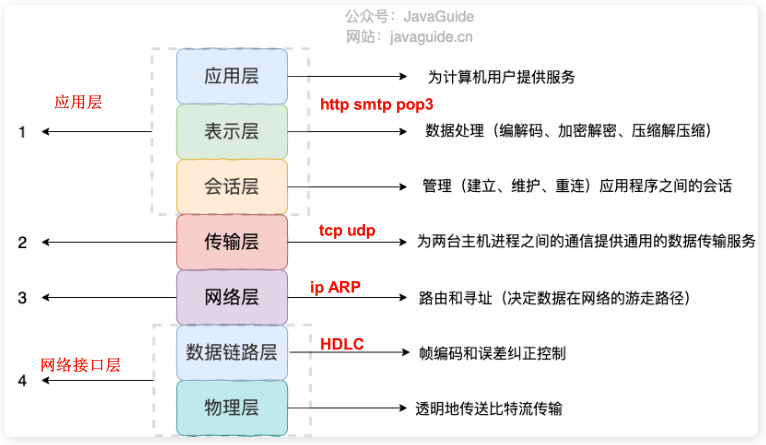 公众号：JavaGuide
网站：javaguide.cn
应用层
为计算机用户提供服务
应用层
http smtp pop3
1
表示层
数据处理（编解码、加密解密、压缩解压缩）
会话层
管理（建立、维护、重连）应用程序之间的会话
2
传输层
tcp udp
为两台主机进程之间的通信提供通用的数据传输服务
3
网络层
ip ARP
路由和寻址（决定数据在网络的游走路径）
数据链路层
HDLC
帧编码和误差纠正控制
网络接口层
4
物理层
透明地传送比特流传输